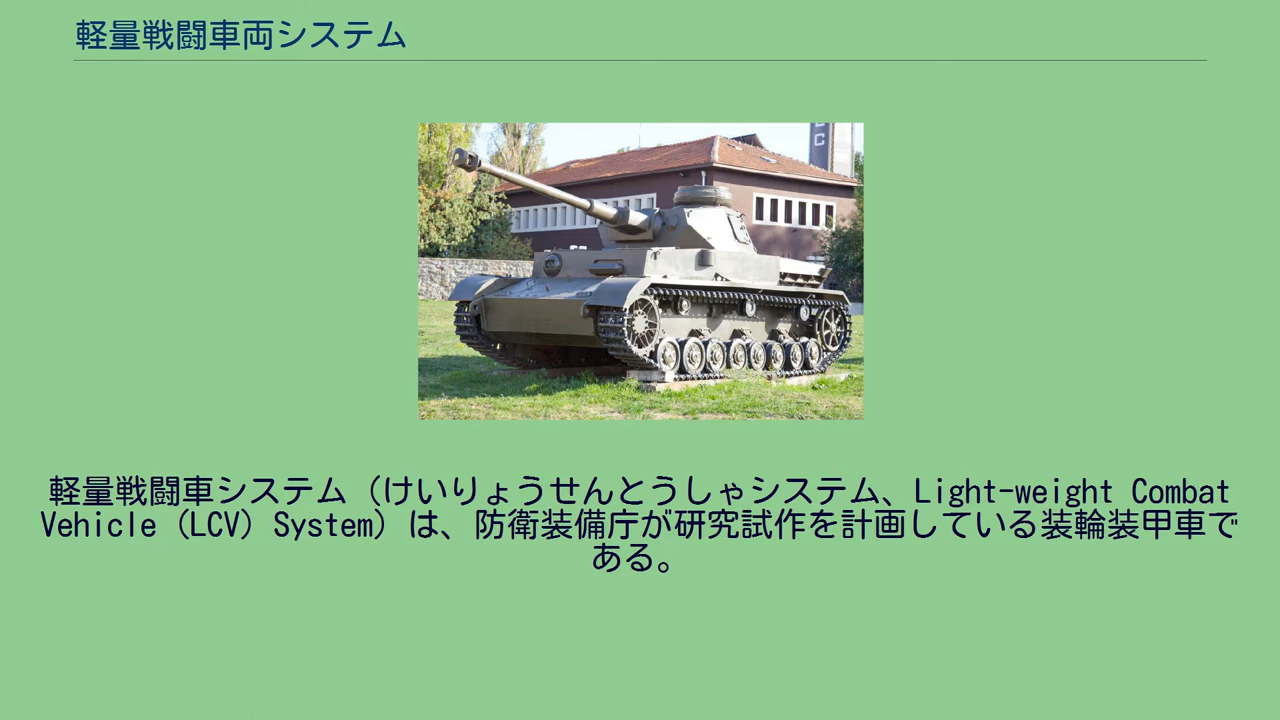 軽量戦闘車両システム
C
軽量戦闘車システム（けいりょうせんとうしゃシステム、Light-weight Combat
Vehicle (LCV) System）は、防衛装備庁が研究試作を計画している装輪装甲車で
ある。